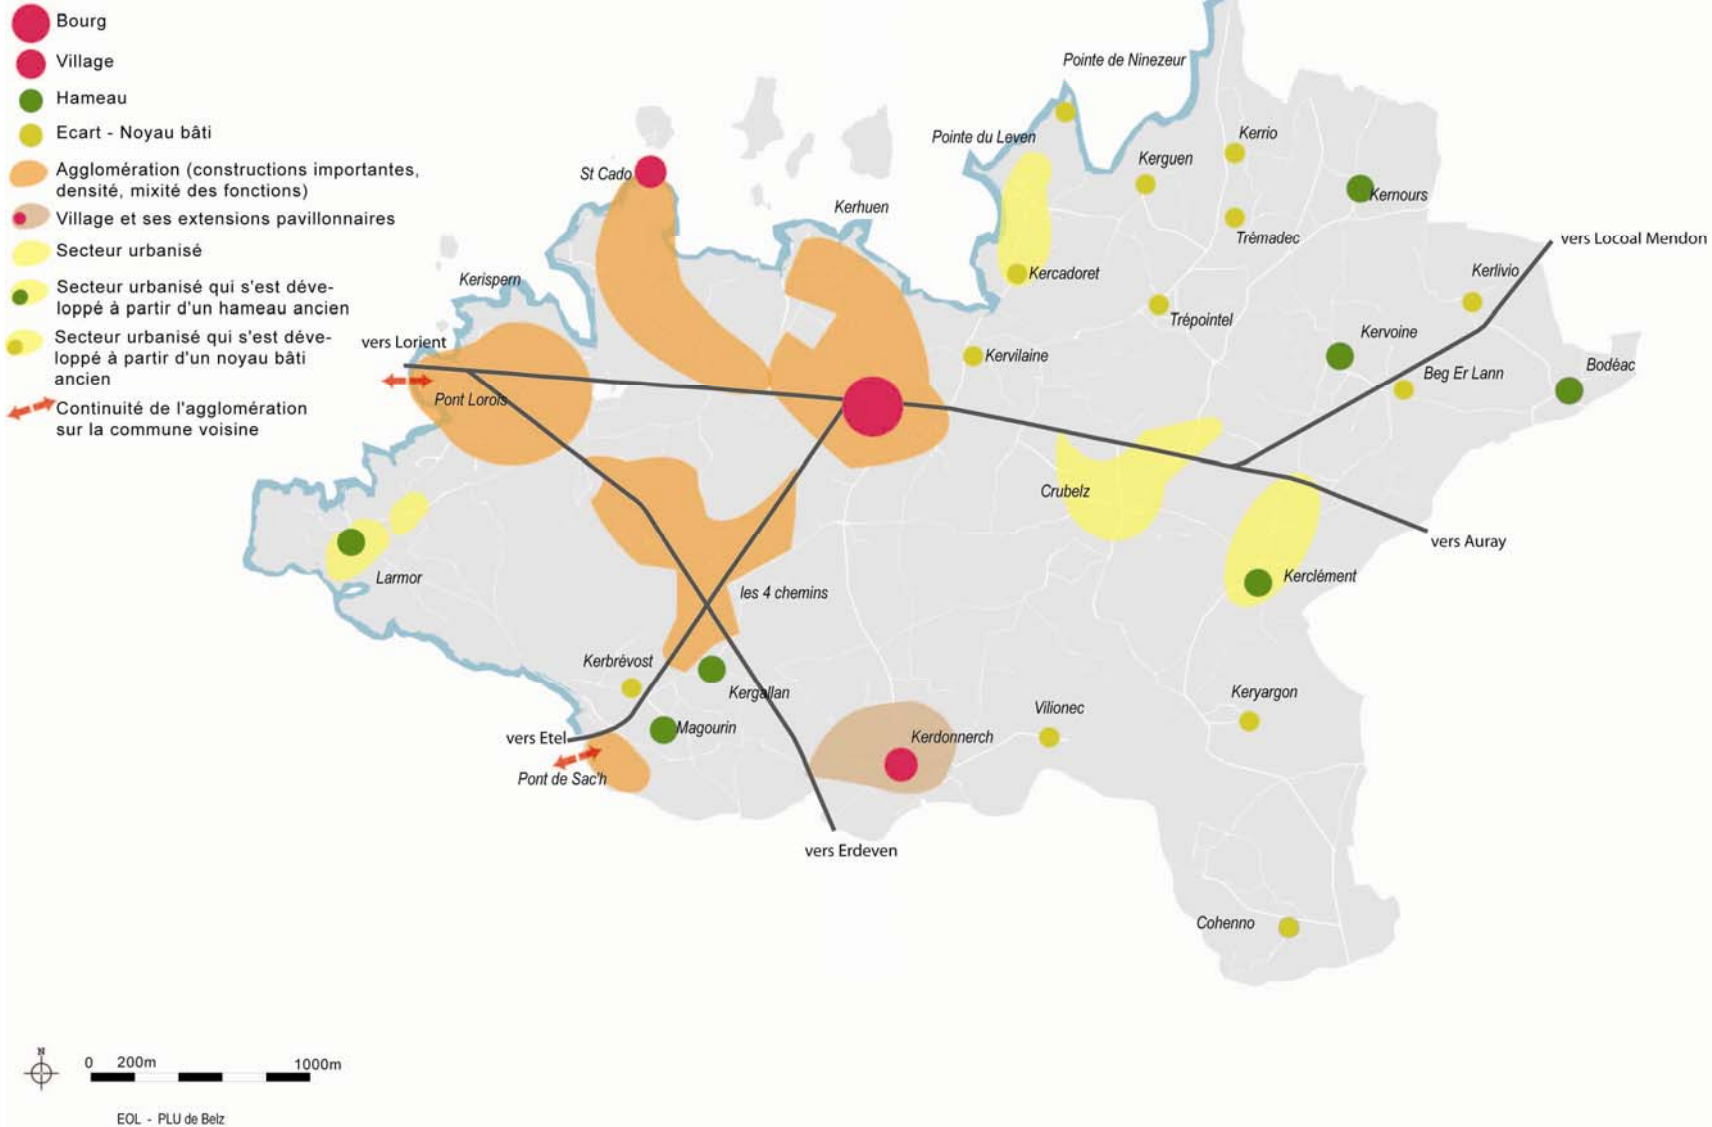 Bourg
Village
Hameau
Ecart - Noyau bâti
Agglomération (constructions importantes,
densité, mixité des fonctions)
Village et ses extensions pavillonnaires
Secteur urbanisé
Secteur urbanisé qui s'est déve-
loppé à partir d'un hameau ancien
Secteur urbanisé qui s'est déve-
loppé à partir d'un noyau bâti
ancien
Continuité de l'agglomération
sur la commune voisine
Pointe de Ninezeur
Pointe du Leven
Kerrio
Kerguen
St Cado
Kernours
Kerhuen
Trémadec
vers Locoal Mendon
Kerispern
Kercadoret
Kerlivio
Trépointel
vers Lorient
Kervoine
Kervilaine
Bodéac
Beg Er Lann
Pont Lorois
Crubelz
vers Auray
Larmor
Kerclément
les 4 chemins
Kerbrévost
Kergallan
Keryargon
Vilionec
Magourin
vers Etel
Kerdonnerch
Pont de Sac'h
vers Erdeven
Cohenno
N
0 200m 1000m
EOL - PLU de Belz